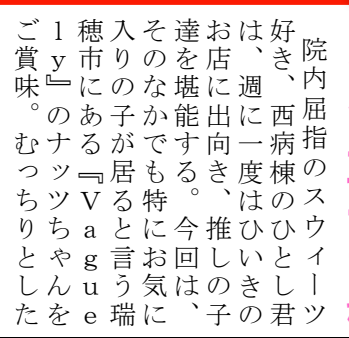 院内屈指のスウィーツ
好き、西病棟のひとし君
は、週に一度はひいきの
お店に出向き、推しの子
達を堪能する。今回は、
そのなかでも特にお気に
入りの子が居ると言う瑞
穂市にある『Vague
ly』のナッツちゃんを
ご賞味。むっちりとした